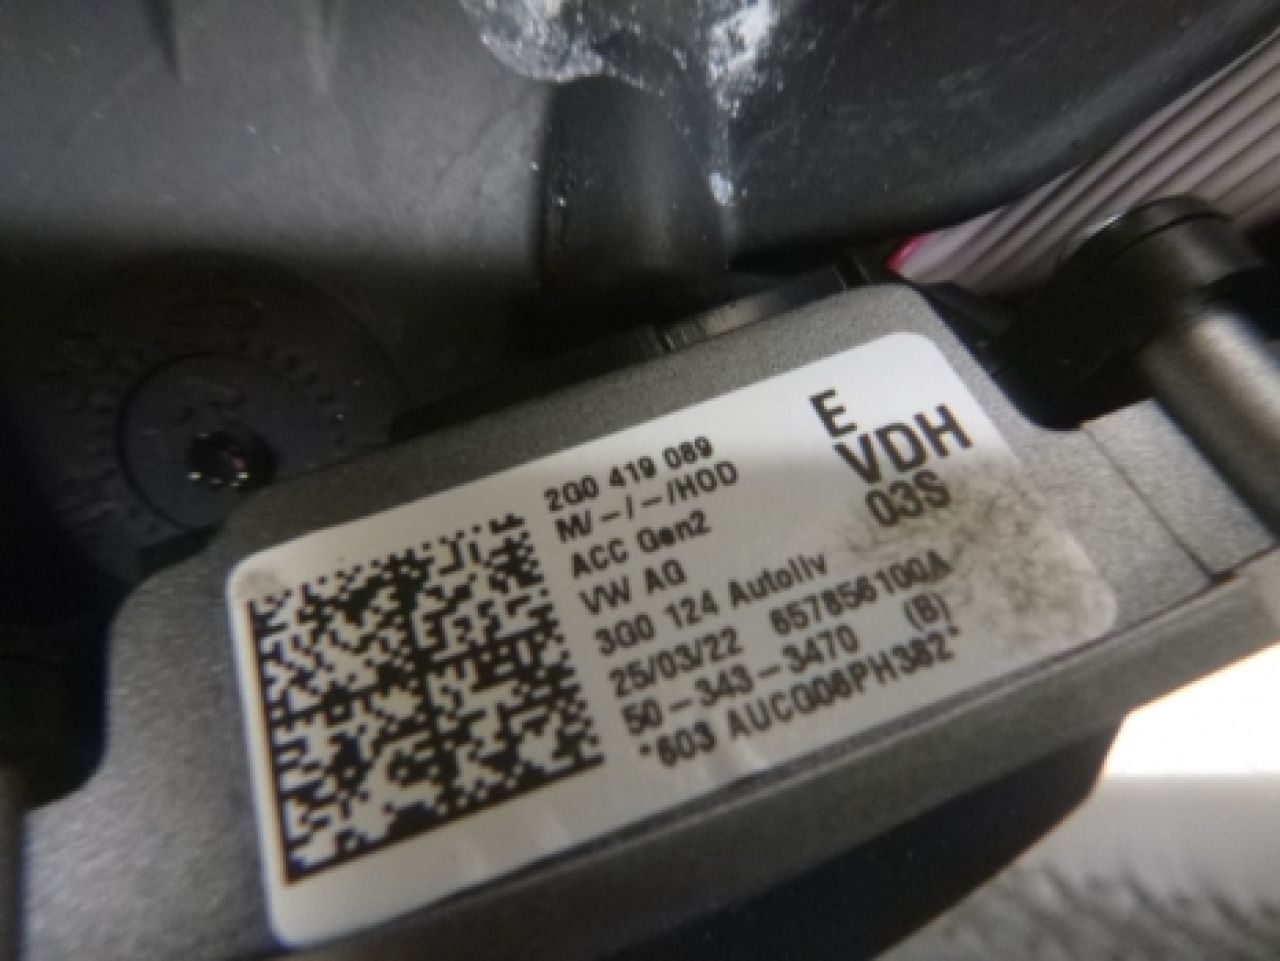 2G0 419 089
M/-/-/HOD
ACC Gen2
VW AG
3G0 124 Autoliv
25/03/22 657856100A
50-343-3470 (B)
*603 AUCG06PH382*
E
VDH
03S